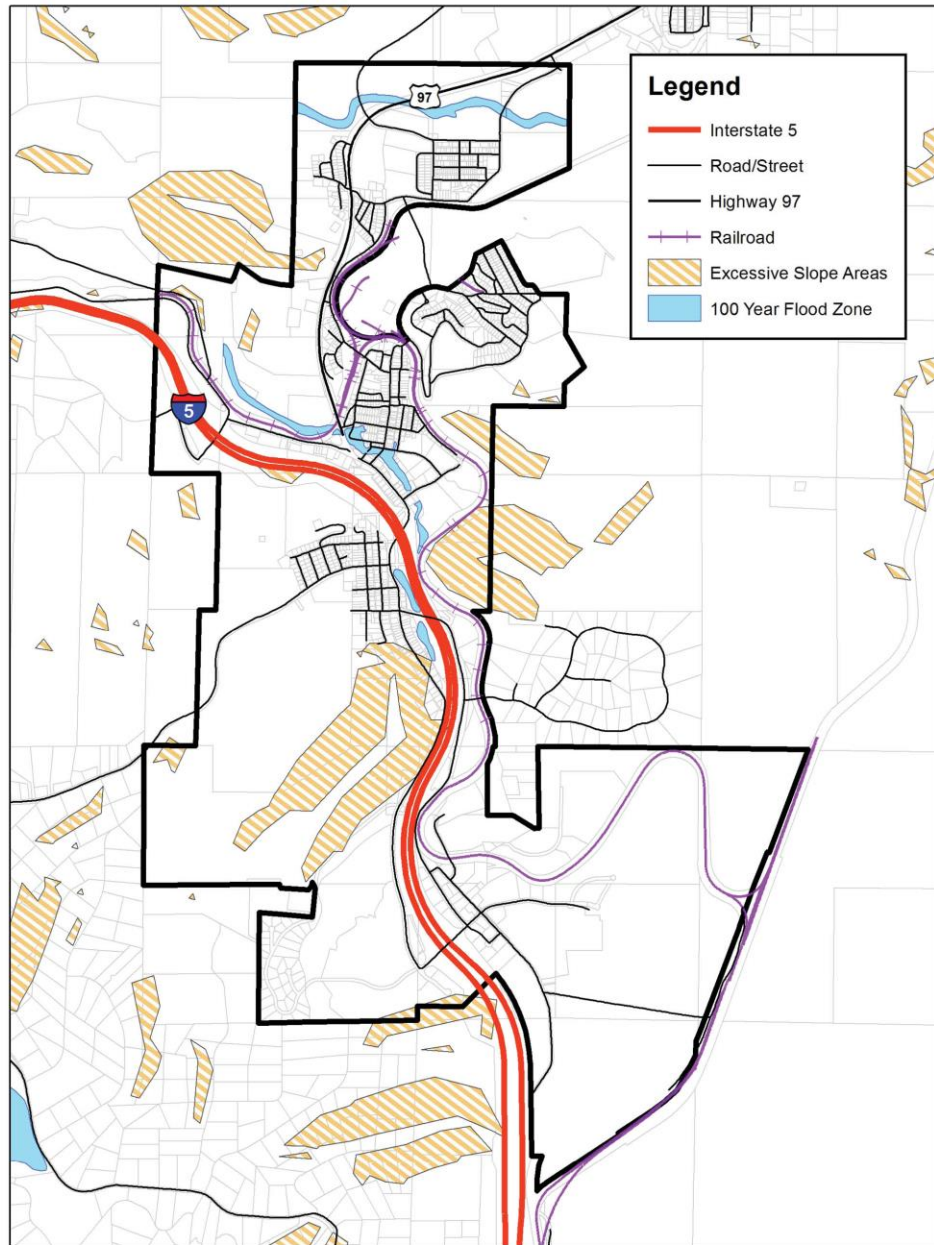 97
Legend
Interstate 5
Road/Street
Highway 97
Railroad
Excessive Slope Areas
100 Year Flood Zone
5